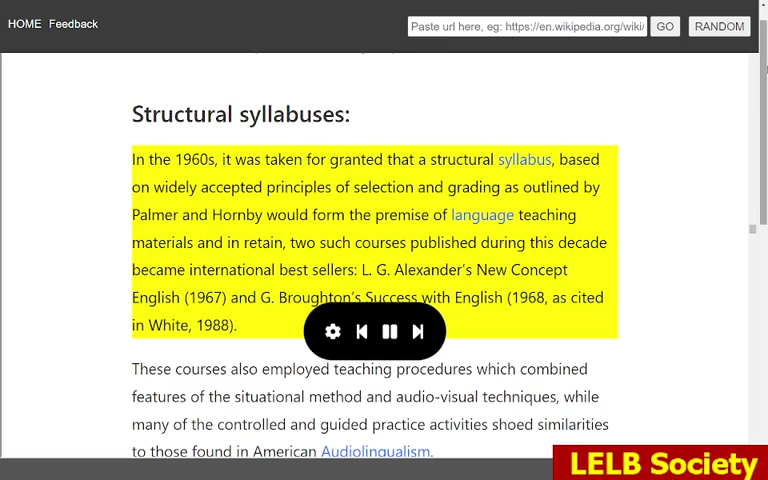 HOME Feedback
Paste url here, eg: https://en.wikipedia.org/wiki/
GO
RANDOM
Structural syllabuses:
In the 1960s, it was taken for granted that a structural syllabus, based
on widely accepted principles of selection and grading as outlined by
Palmer and Hornby would form the premise of language teaching
materials and in retain, two such courses published during this decade
became international best sellers: L. G. Alexander’s New Concept
English (1967) and G. Broughton’s Success with English (1968, as cited
in White, 1988).
These courses also employed teaching procedures which combined
features of the situational method and audio-visual techniques, while
many of the controlled and guided practice activities shoed similarities
to those found in American Audiolingualism.
LELB Society